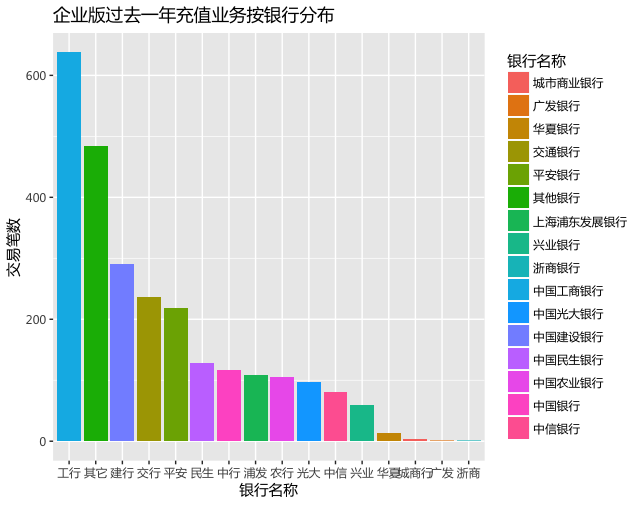 企业版过去一年充值业务按银行分布
交易笔数
600
400
200
0
工行 其它 建行 交行 平安 民生 中行 浦发 农行 光大 中信 兴业 华夏 城商行 广发 浙商
银行名称
银行名称
城市商业银行
广发银行
华夏银行
交通银行
平安银行
其他银行
上海浦东发展银行
兴业银行
浙商银行
中国工商银行
中国光大银行
中国建设银行
中国民生银行
中国农业银行
中国银行
中信银行